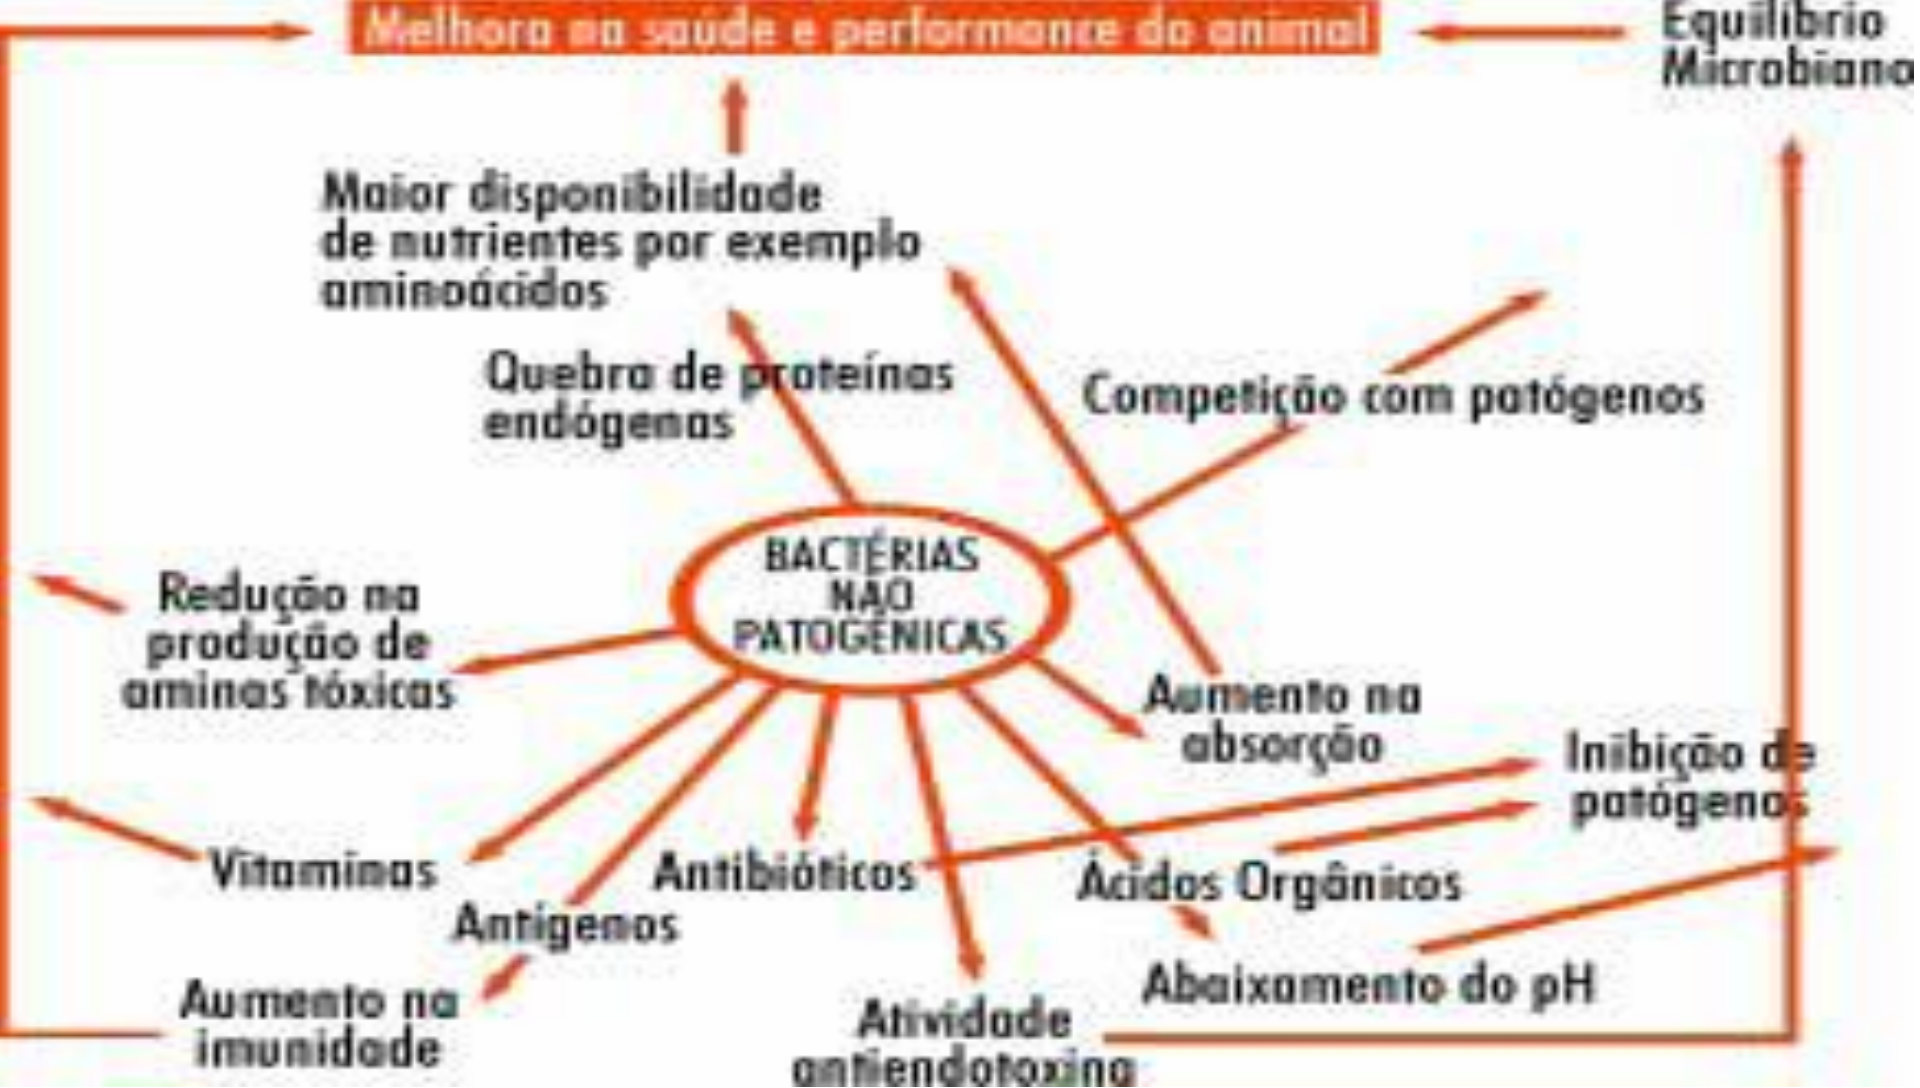 Melhora na saúde e performance do animal
Equilíbrio
Microbiano
Maior disponibilidade
de nutrientes por exemplo
aminoácidos
Quebra de proteínas
endógenas
Competição com patógenos
BACTÉRIAS
NÃO
PATOGÊNICAS
Redução na
produção de
aminas tóxicas
Aumento na
absorção
Inibição de
patógenos
Vitaminas
Antibióticos
Ácidos Orgânicos
Antígenos
Abaixamento do pH
Aumento na
imunidade
Atividade
antiendotoxina